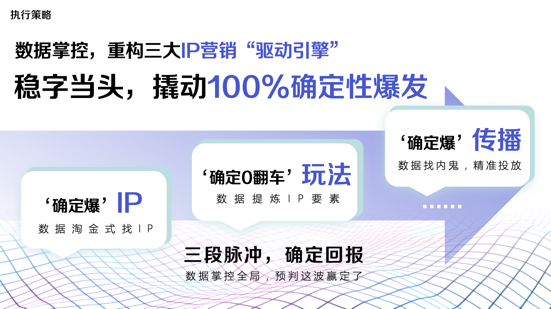 执行策略
数据掌控，重构三大IP营销“驱动引擎”
稳字当头，撬动100%确定性爆发
‘确定爆’传播
数据找内鬼，精准投放
‘确定0翻车’玩法
数据提炼IP要素
‘确定爆’IP
数据淘金式找IP
三段脉冲，确定回报
数据掌控全局，预判这波赢定了